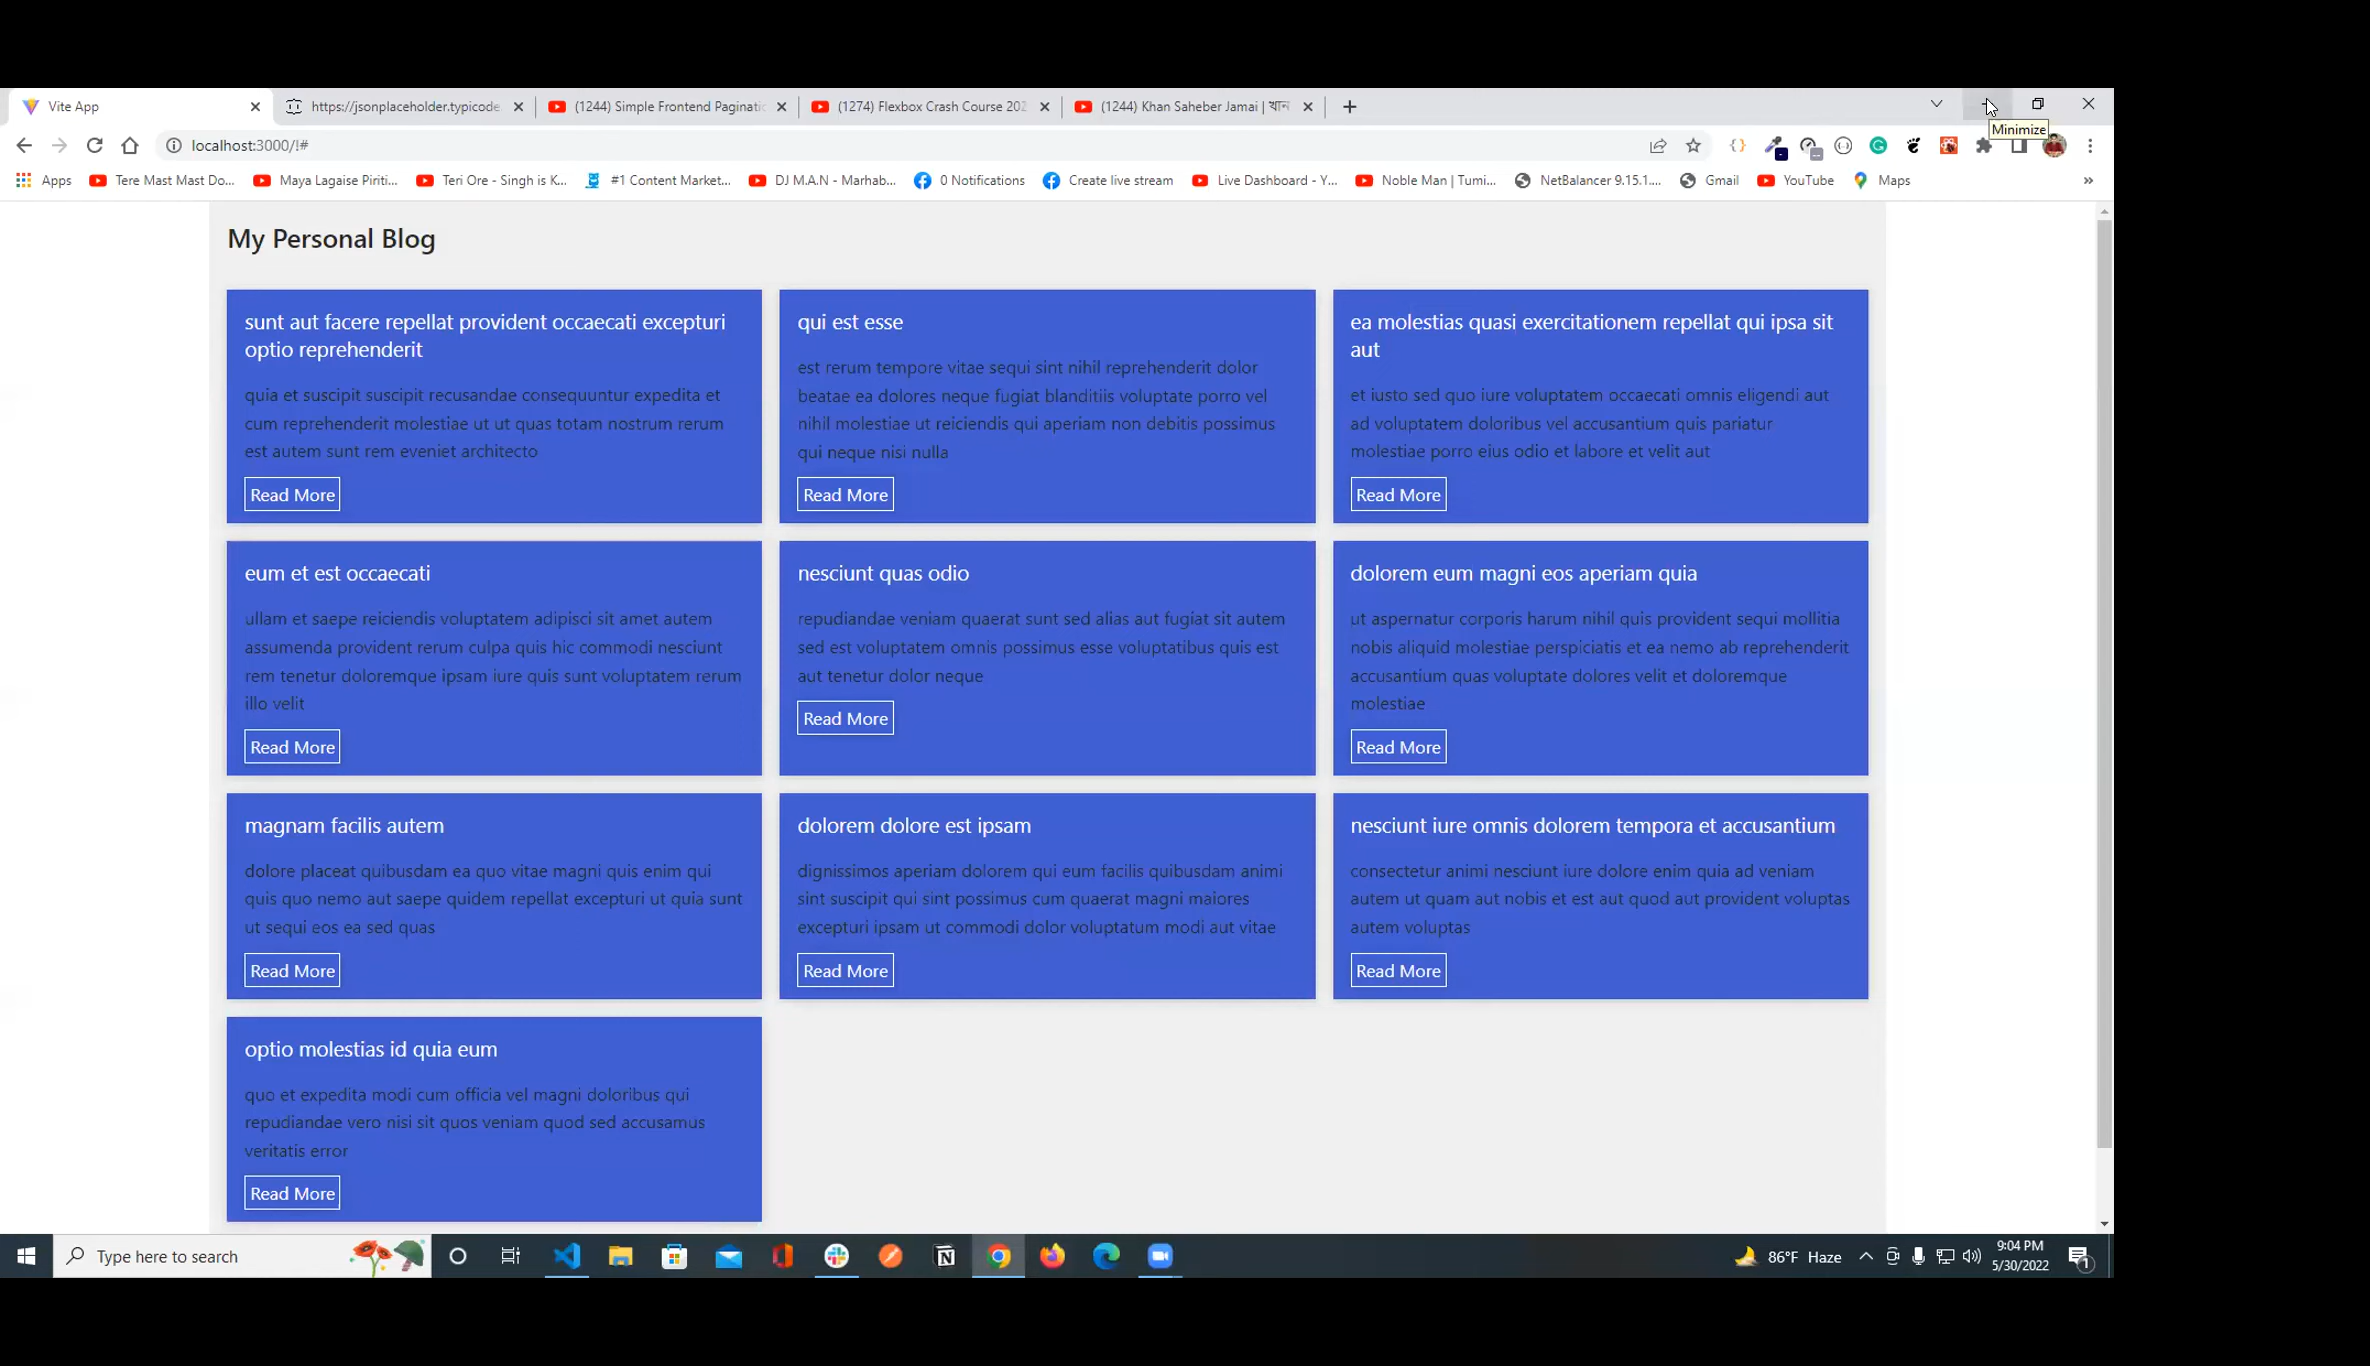 Vite App
https://jsonplaceholder.typicode
(1244) Simple Frontend Paginatic
(1274) Flexbox Crash Course 202
(1244) Khan Saheber Jamai | খান
Minimize
localhost:3000/!#
Apps
Tere Mast Mast Do...
Maya Lagaise Piriti...
Teri Ore - Singh is K...
#1 Content Market...
DJ M.A.N - Marhab...
0 Notifications
Create live stream
Live Dashboard - Y...
Noble Man | Tumi...
NetBalancer 9.15.1....
Gmail
YouTube
Maps
»
My Personal Blog
sunt aut facere repellat provident occaecati excepturi
optio reprehenderit
quia et suscipit suscipit recusandae consequuntur expedita et
cum reprehenderit molestiae ut ut quas totam nostrum rerum
est autem sunt rem eveniet architecto
Read More
qui est esse
est rerum tempore vitae sequi sint nihil reprehenderit dolor
beatae ea dolores neque fugiat blanditiis voluptate porro vel
nihil molestiae ut reiciendis qui aperiam non debitis possimus
qui neque nisi nulla
Read More
ea molestias quasi exercitationem repellat qui ipsa sit
aut
et iusto sed quo iure voluptatem occaecati omnis eligendi aut
ad voluptatem doloribus vel accusantium quis pariatur
molestiae porro eius odio et labore et velit aut
Read More
eum et est occaecati
ullam et saepe reiciendis voluptatem adipisci sit amet autem
assumenda provident rerum culpa quis hic commodi nesciunt
rem tenetur doloremque ipsam iure quis sunt voluptatem rerum
illo velit
Read More
nesciunt quas odio
repudiandae veniam quaerat sunt sed alias aut fugiat sit autem
sed est voluptatem omnis possimus esse voluptatibus quis est
aut tenetur dolor neque
Read More
dolorem eum magni eos aperiam quia
ut aspernatur corporis harum nihil quis provident sequi mollitia
nobis aliquid molestiae perspiciatis et ea nemo ab reprehenderit
accusantium quas voluptate dolores velit et doloremque
molestiae
Read More
magnam facilis autem
dolore placeat quibusdam ea quo vitae magni quis enim qui
quis quo nemo aut saepe quidem repellat excepturi ut quia sunt
ut sequi eos ea sed quas
Read More
dolorem dolore est ipsam
dignissimos aperiam dolorem qui eum facilis quibusdam animi
sint suscipit qui sint possimus cum quaerat magni maiores
excepturi ipsam ut commodi dolor voluptatum modi aut vitae
Read More
nesciunt iure omnis dolorem tempora et accusantium
consectetur animi nesciunt iure dolore enim quia ad veniam
autem ut quam aut nobis et est aut quod aut provident voluptas
autem voluptas
Read More
optio molestias id quia eum
quo et expedita modi cum officia vel magni doloribus qui
repudiandae vero nisi sit quos veniam quod sed accusamus
veritatis error
Read More
Type here to search
86°F Haze
9:04 PM
5/30/2022
1